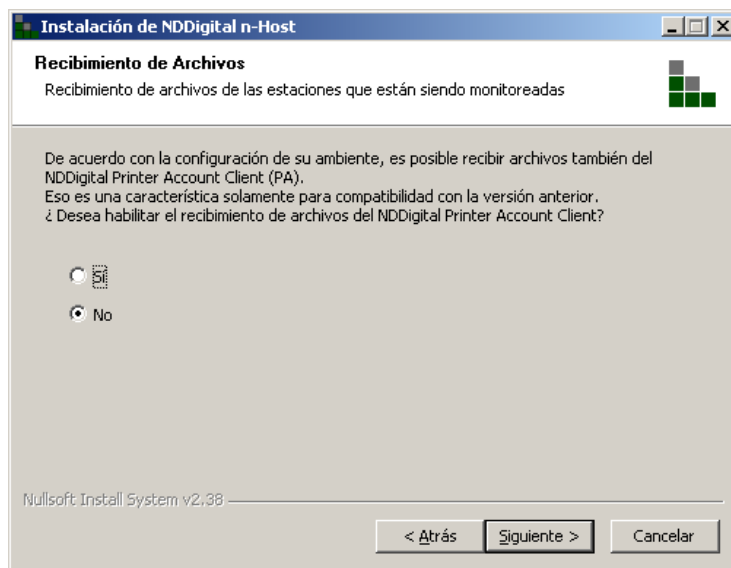 Instalación de NDDigital n-Host
Recibimiento de Archivos
Recibimiento de archivos de las estaciones que están siendo monitoreadas
De acuerdo con la configuración de su ambiente, es posible recibir archivos también del
NDDigital Printer Account Client (PA).
Eso es una característica solamente para compatibilidad con la versión anterior.
¿ Desea habilitar el recibimiento de archivos del NDDigital Printer Account Client?
Sí
No
Nullsoft Install System v2.38
< Atrás
Siguiente >
Cancelar